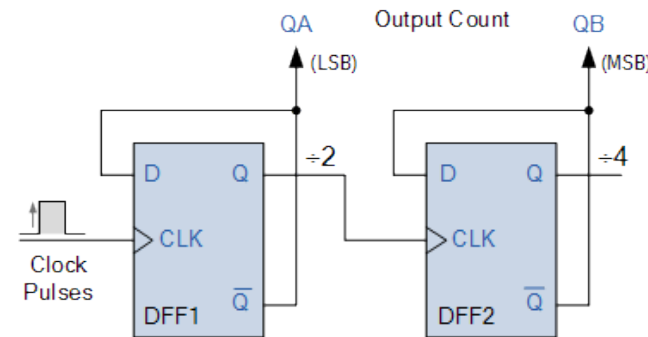 QA Output Count QB
(LSB) (MSB)
D Q ÷2 D Q ÷4
CLK CLK
Clock
Pulses
Q̅ Q̅
DFF1 DFF2